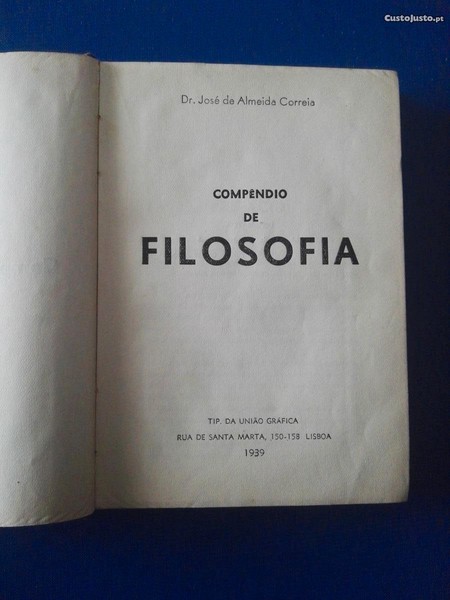 CustoJusto.pt
Dr. José de Almeida Correia
COMPÊNDIO
DE
FILOSOFIA
TIP. DA UNIÃO GRÁFICA
RUA DE SANTA MARTA, 150-158 LISBOA
1939